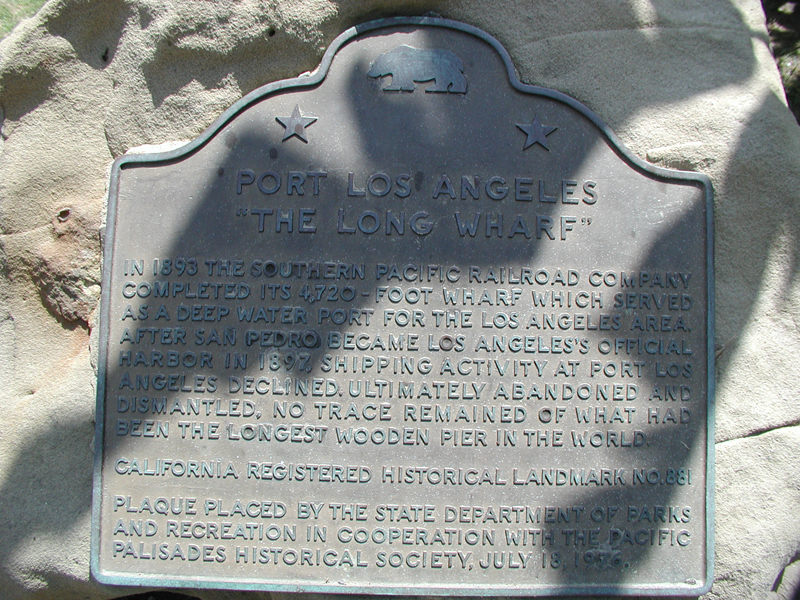 PORT LOS ANGELES
"THE LONG WHARF"
IN 1893 THE SOUTHERN PACIFIC RAILROAD COMPANY
COMPLETED ITS 4,720-FOOT WHARF WHICH SERVED
AS A DEEP WATER PORT FOR THE LOS ANGELES AREA.
AFTER SAN PEDRO BECAME LOS ANGELES'S OFFICIAL
HARBOR IN 1897, SHIPPING ACTIVITY AT PORT LOS
ANGELES DECLINED. ULTIMATELY ABANDONED AND
DISMANTLED, NO TRACE REMAINED OF WHAT HAD
BEEN THE LONGEST WOODEN PIER IN THE WORLD.
CALIFORNIA REGISTERED HISTORICAL LANDMARK NO. 881
PLAQUE PLACED BY THE STATE DEPARTMENT OF PARKS
AND RECREATION IN COOPERATION WITH THE PACIFIC
PALISADES HISTORICAL SOCIETY, JULY 18, 1976.